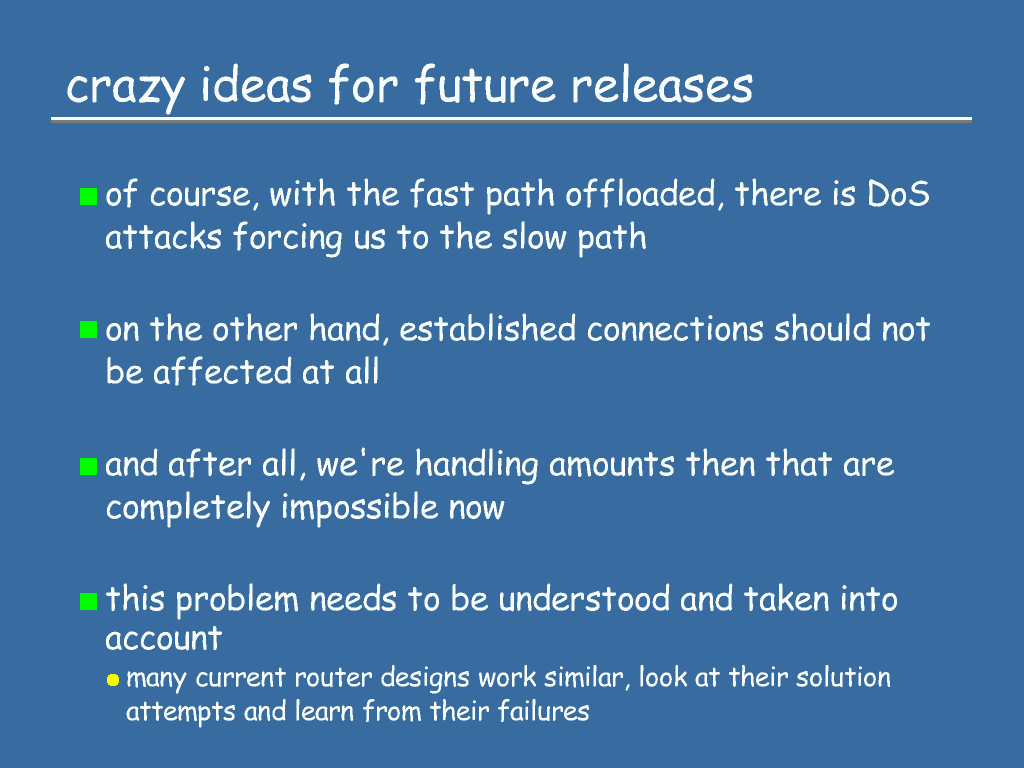 crazy ideas for future releases
of course, with the fast path offloaded, there is DoS
attacks forcing us to the slow path
on the other hand, established connections should not
be affected at all
and after all, we're handling amounts then that are
completely impossible now
this problem needs to be understood and taken into
account
many current router designs work similar, look at their solution
attempts and learn from their failures